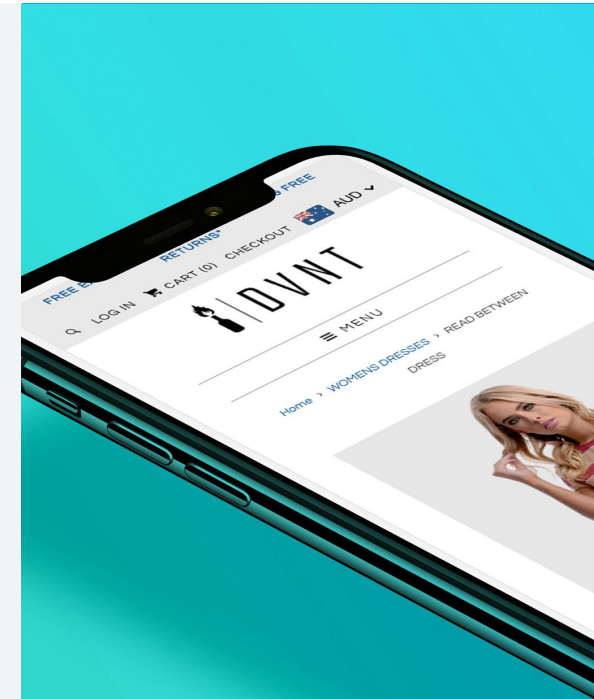 FREE E
RETURNS*
FREE
LOG IN CART (0) CHECKOUT AUD
DVNT
MENU
Home > WOMENS DRESSES > READ BETWEEN
DRESS